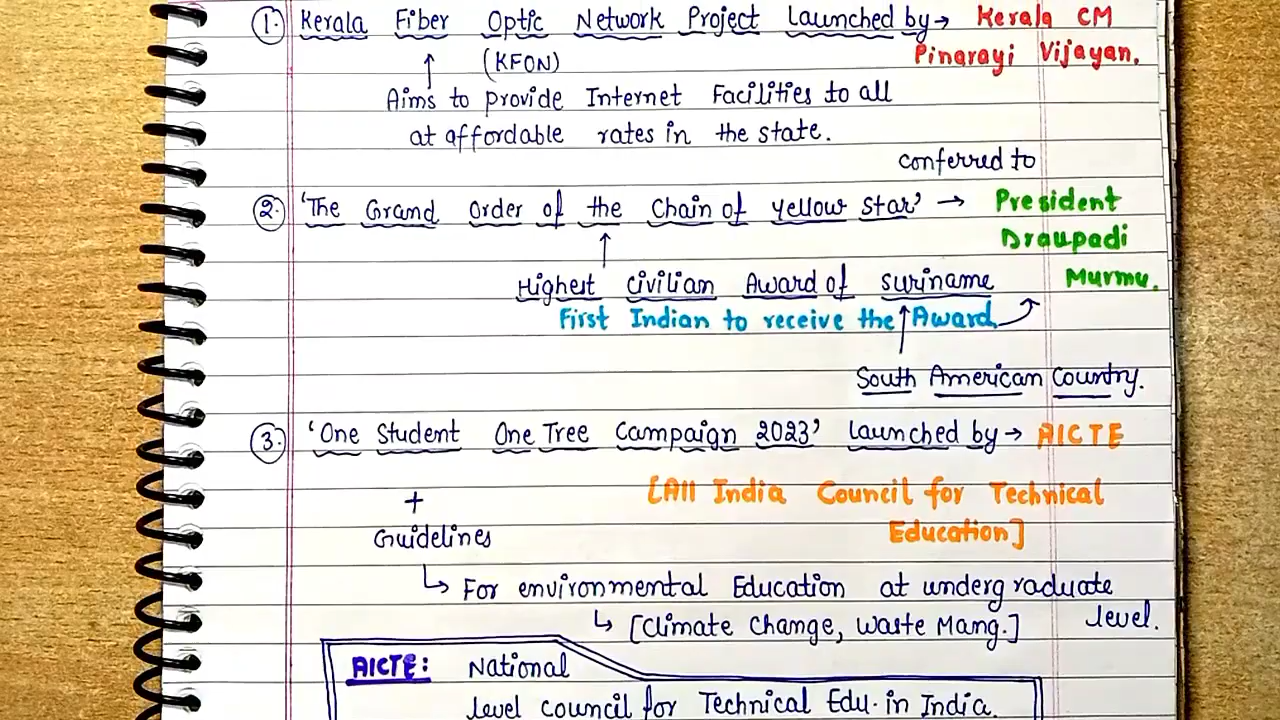 1. Kerala Fiber Optic Network Project Launched by → Kerala CM
(KFON) Pinarayi Vijayan.
Aims to provide Internet Facilities to all
at affordable rates in the state.
conferred to
2. 'The Grand Order of the Chain of yellow Star' → President
Draupadi
Highest civilian Award of suriname Murmu.
First Indian to receive the Award
South American Country.
3. 'One Student One Tree Campaign 2023' Launched by → AICTE
+ [All India Council for Technical
Guidelines Education]
↳ For environmental Education at undergraduate
↳ [Climate Change, Waste Mang.] level.
AICTE: National
level council for Technical Edu. in India.